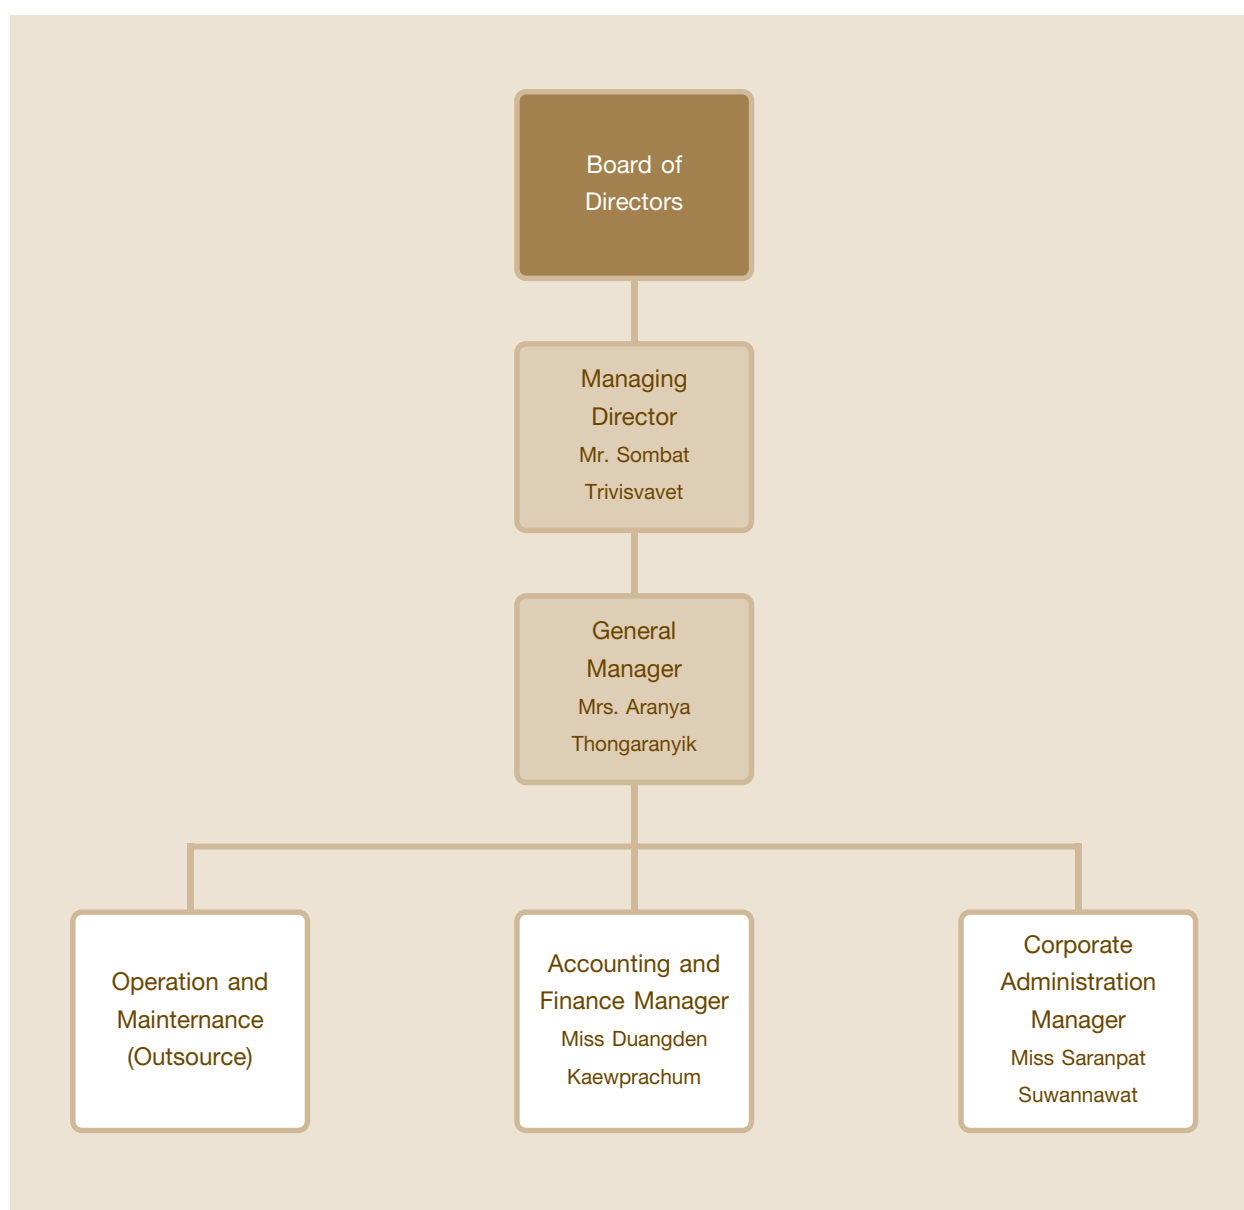 Board of
Directors
Managing
Director
Mr. Sombat
Trivisvavet
General
Manager
Mrs. Aranya
Thongaranyik
Operation and
Mainternance
(Outsource)
Accounting and
Finance Manager
Miss Duangden
Kaewprachum
Corporate
Administration
Manager
Miss Saranpat
Suwannawat